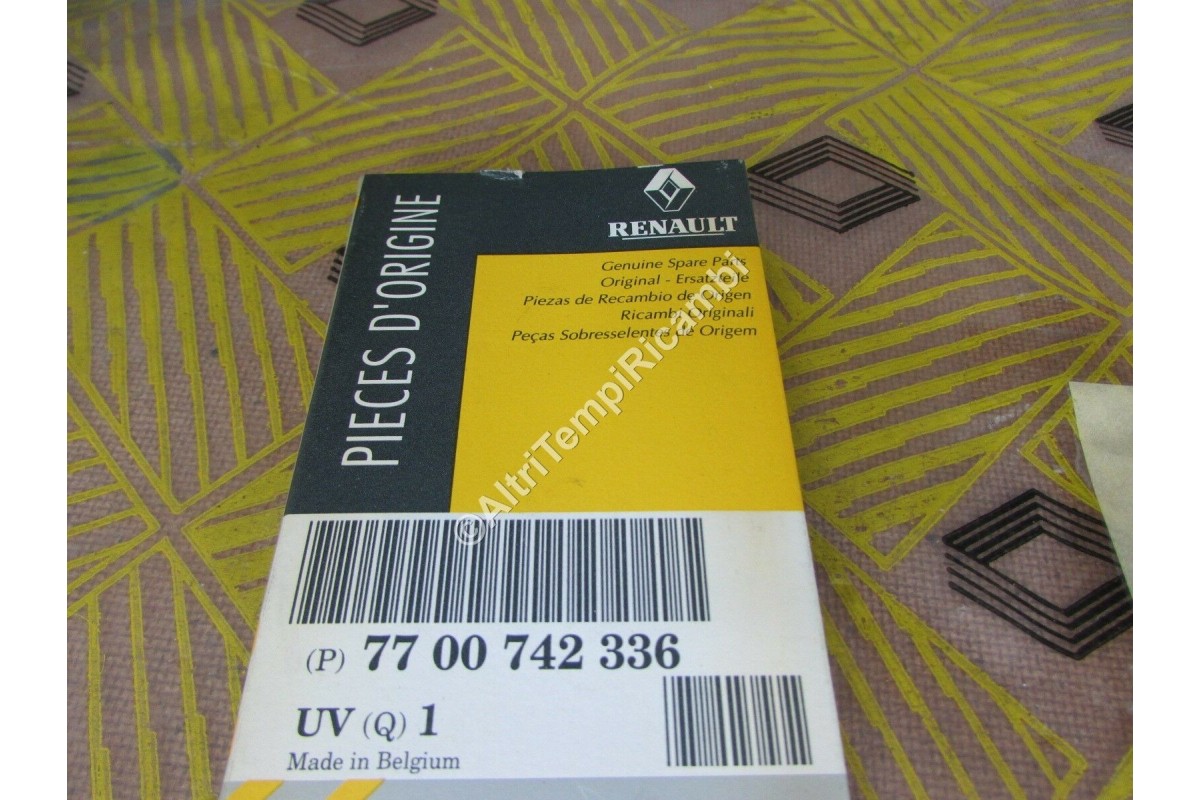 PIECES D'ORIGINE
RENAULT
Genuine Spare Parts
Original - Ersatzteile
Piezas de Recambio de Origen
Ricambi Originali
Peças Sobresselentos de Origem
©AltriTempiRicambi
(P) 77 00 742 336
UV (Q) 1
Made in Belgium